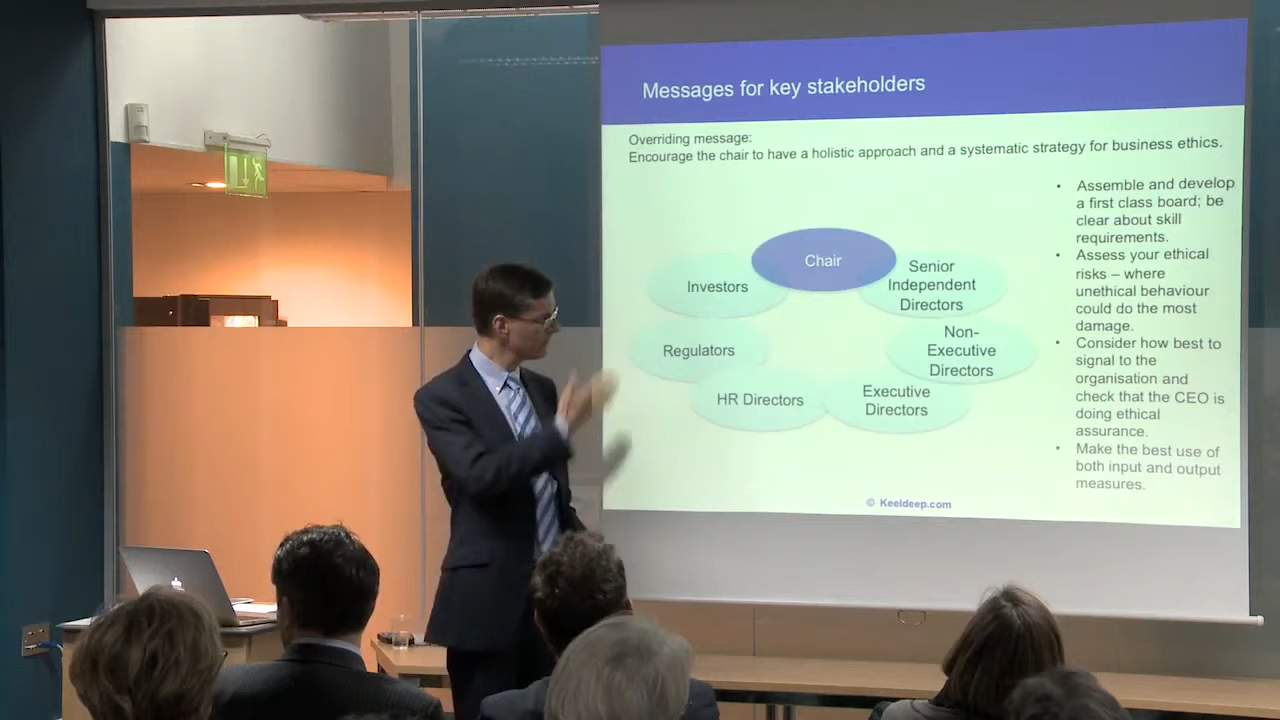 Messages for key stakeholders
Overriding message:
Encourage the chair to have a holistic approach and a systematic strategy for business ethics.
Chair
Investors
Senior
Independent
Directors
Regulators
Non-
Executive
Directors
HR Directors
Executive
Directors
• Assemble and develop
a first class board; be
clear about skill
requirements.
• Assess your ethical
risks – where
unethical behaviour
could do the most
damage.
• Consider how best to
signal to the
organisation and
check that the CEO is
doing ethical
assurance.
• Make the best use of
both input and output
measures.
© Keeldeep.com